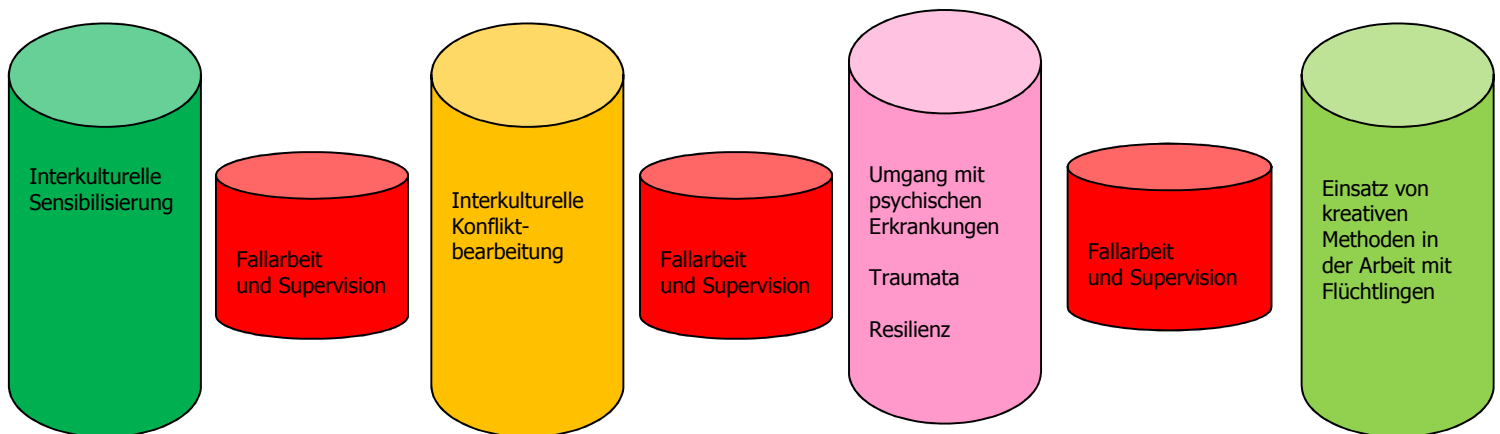 Interkulturelle
Sensibilisierung
Fallarbeit
und Supervision
Interkulturelle
Konflikt-
bearbeitung
Fallarbeit
und Supervision
Umgang mit
psychischen
Erkrankungen
Traumata
Resilienz
Fallarbeit
und Supervision
Einsatz von
kreativen
Methoden in
der Arbeit mit
Flüchtlingen